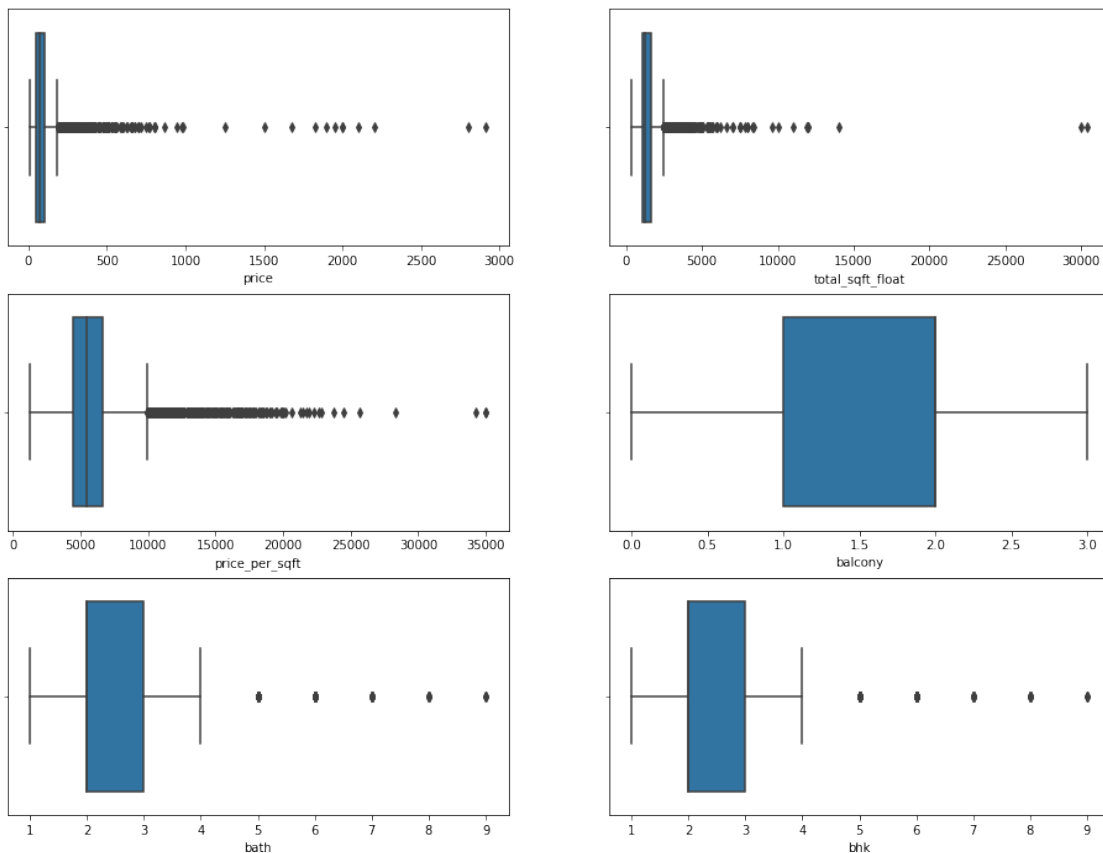 0 500 1000 1500 2000 2500 3000
price
0 5000 10000 15000 20000 25000 30000
total_sqft_float
0 5000 10000 15000 20000 25000 30000 35000
price_per_sqft
0.0 0.5 1.0 1.5 2.0 2.5 3.0
balcony
1 2 3 4 5 6 7 8 9
bath
1 2 3 4 5 6 7 8 9
bhk